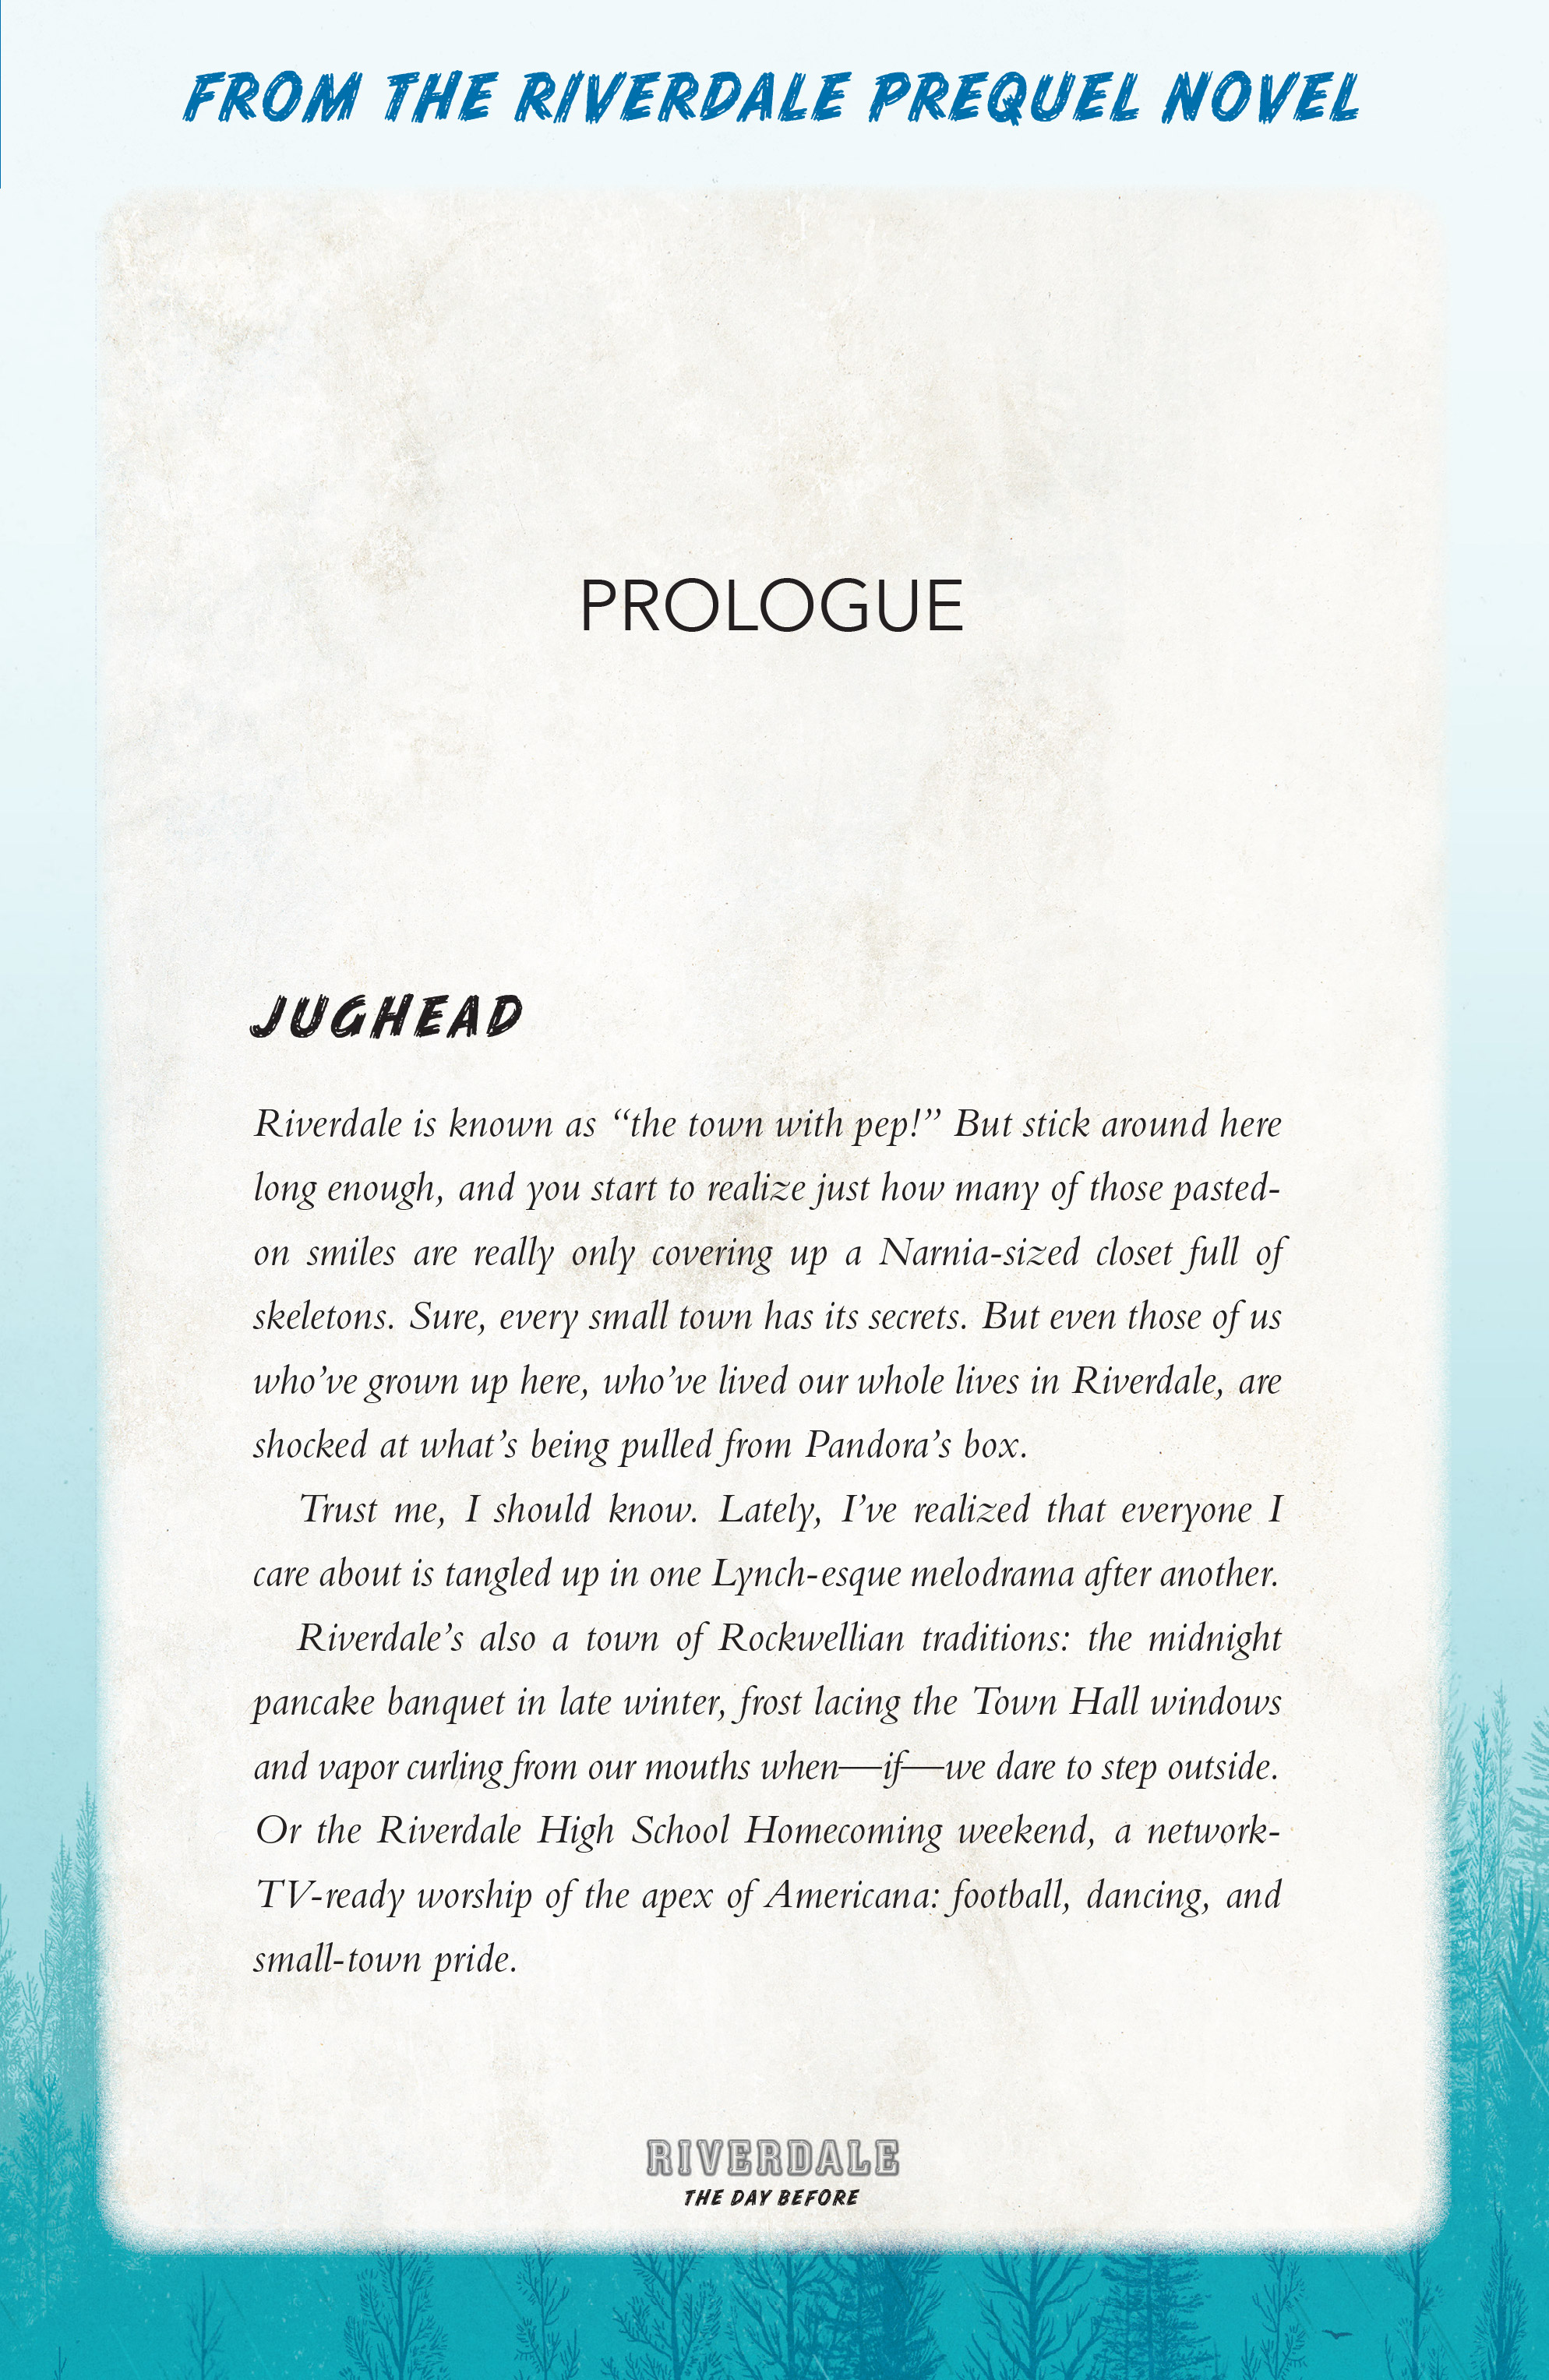 FROM THE RIVERDALE PREQUEL NOVEL
PROLOGUE
JUGHEAD
Riverdale is known as “the town with pep!” But stick around here
long enough, and you start to realize just how many of those pasted-
on smiles are really only covering up a Narnia-sized closet full of
skeletons. Sure, every small town has its secrets. But even those of us
who’ve grown up here, who’ve lived our whole lives in Riverdale, are
shocked at what’s being pulled from Pandora’s box.
Trust me, I should know. Lately, I’ve realized that everyone I
care about is tangled up in one Lynch-esque melodrama after another.
Riverdale’s also a town of Rockwellian traditions: the midnight
pancake banquet in late winter, frost lacing the Town Hall windows
and vapor curling from our mouths when—if—we dare to step outside.
Or the Riverdale High School Homecoming weekend, a network-
TV-ready worship of the apex of Americana: football, dancing, and
small-town pride.
RIVERDALE
THE DAY BEFORE